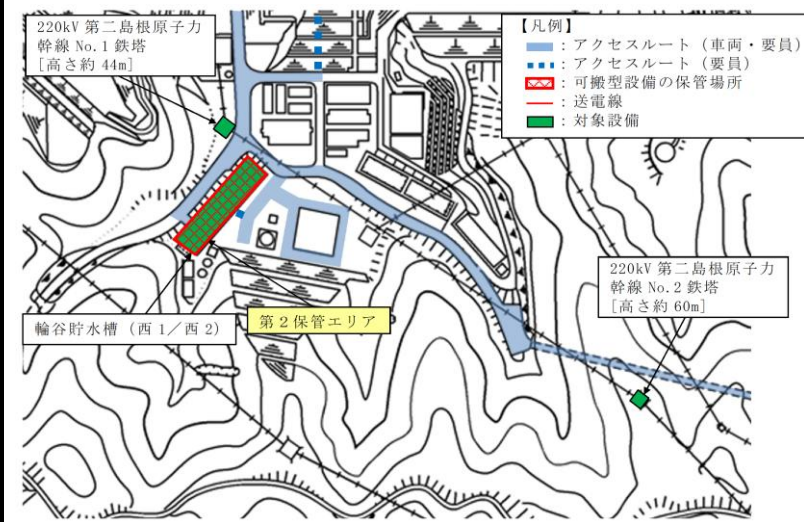 220kV 第二島根原子力
幹線 No.1 鉄塔
[高さ約 44m]
【凡例】
：アクセスルート（車両・要員）
：アクセスルート（要員）
：可搬型設備の保管場所
：送電線
：対象設備
220kV 第二島根原子力
幹線 No.2 鉄塔
[高さ約 60m]
輪谷貯水槽（西 1／西 2）
第２保管エリア